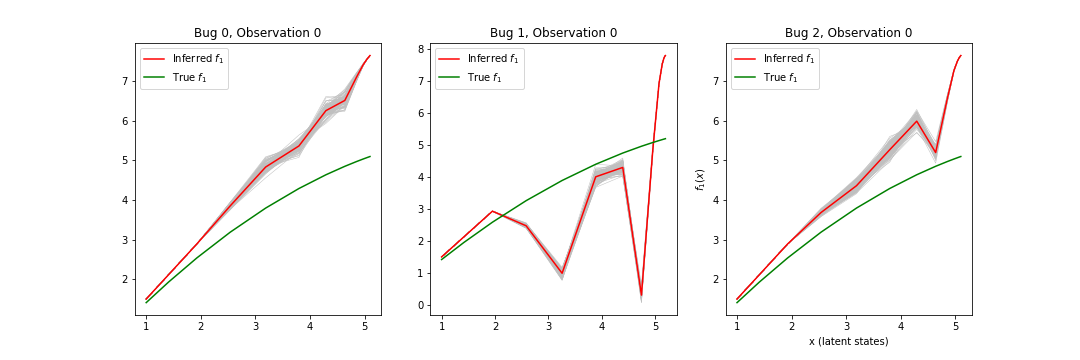 Bug 0, Observation 0
Inferred f₁
True f₁
7
6
5
4
3
2
1 2 3 4 5
Bug 1, Observation 0
Inferred f₁
True f₁
8
7
6
5
4
3
2
1
0
1 2 3 4 5
Bug 2, Observation 0
Inferred f₁
True f₁
f₁(x)
7
6
5
4
3
2
1 2 3 4 5
x (latent states)